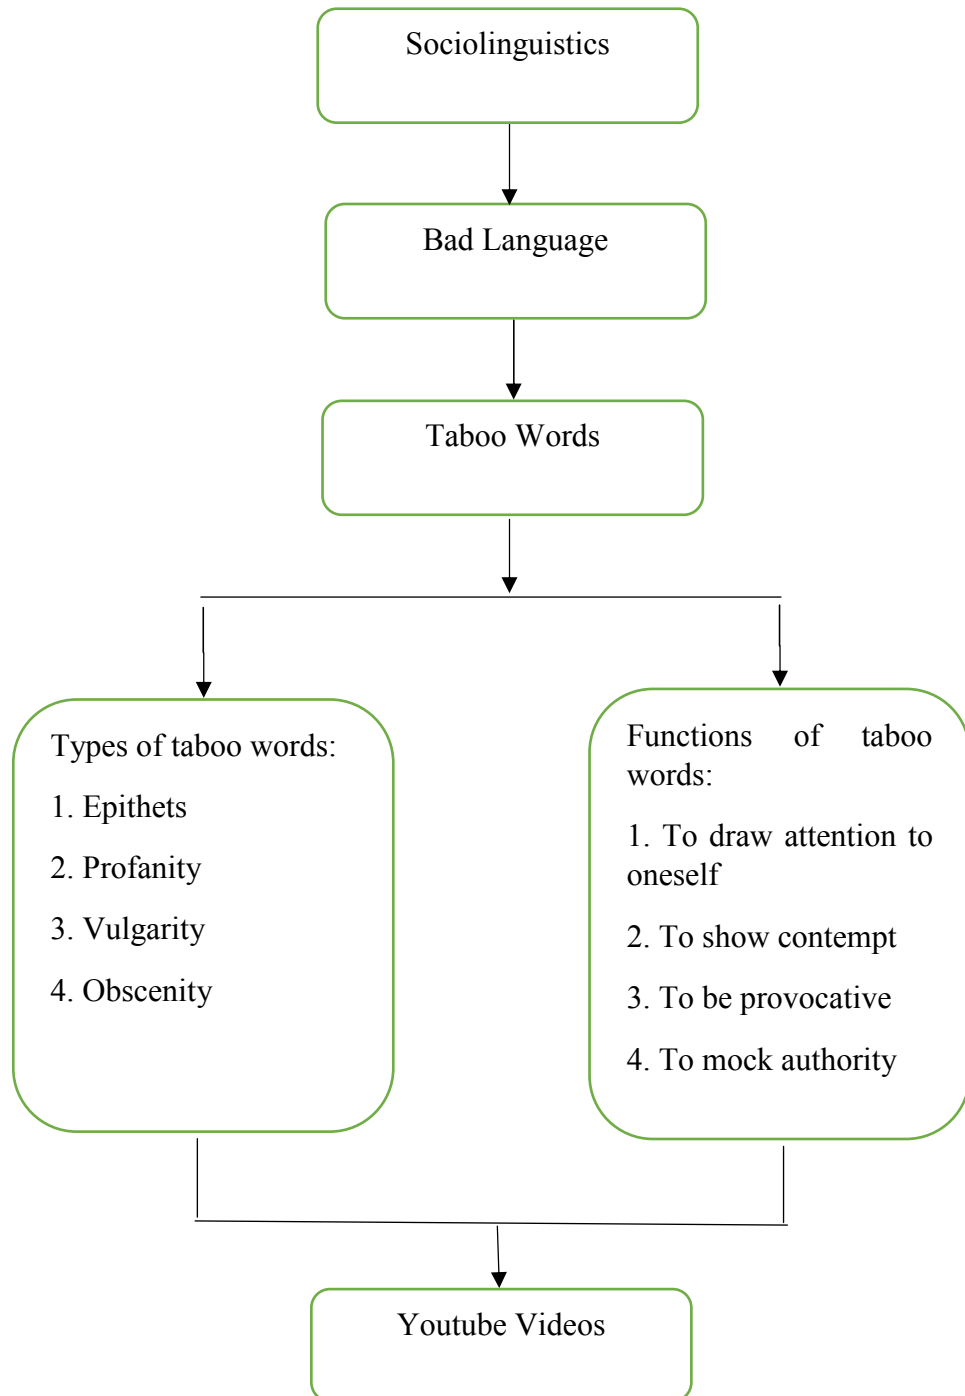 Sociolinguistics
Bad Language
Taboo Words
Types of taboo words:
1. Epithets
2. Profanity
3. Vulgarity
4. Obscenity
Functions of taboo
words:
1. To draw attention to
oneself
2. To show contempt
3. To be provocative
4. To mock authority
Youtube Videos